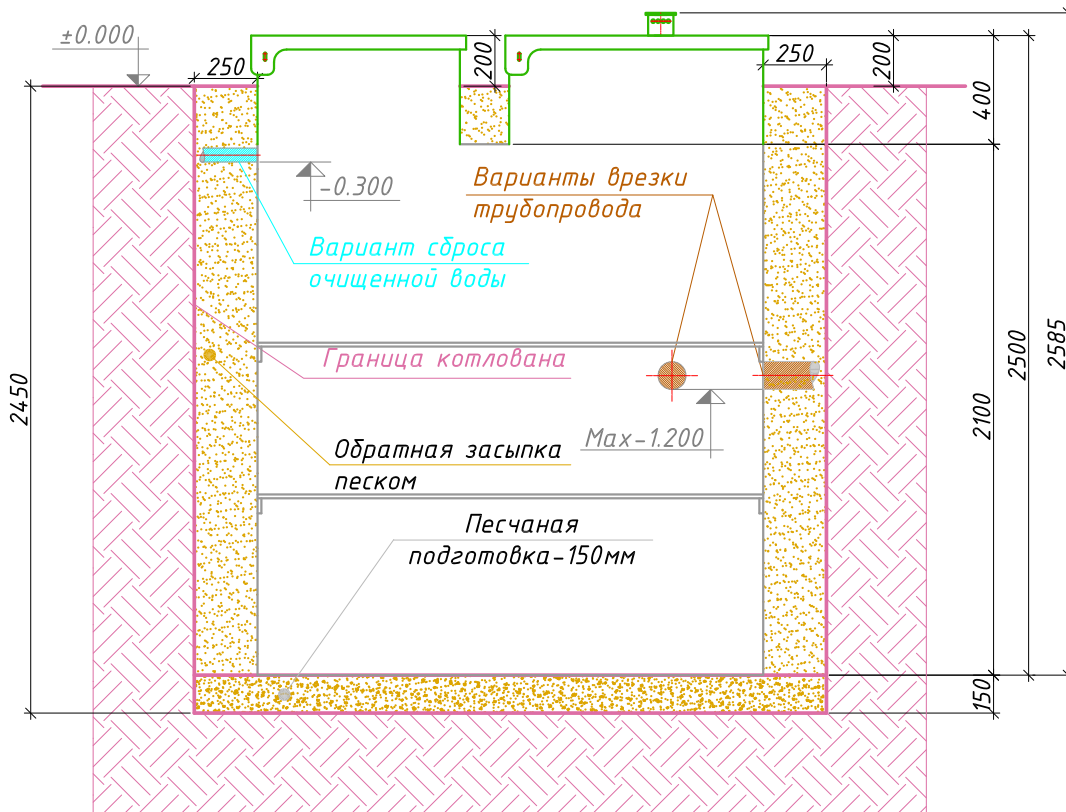 ±0.000
250
200
250
200
400
-0.300
Варианты врезки
трубопровода
Вариант сброса
очищенной воды
Граница котлована
2450
2500
2585
2100
Max-1.200
Обратная засыпка
песком
Песчаная
подготовка-150мм
150